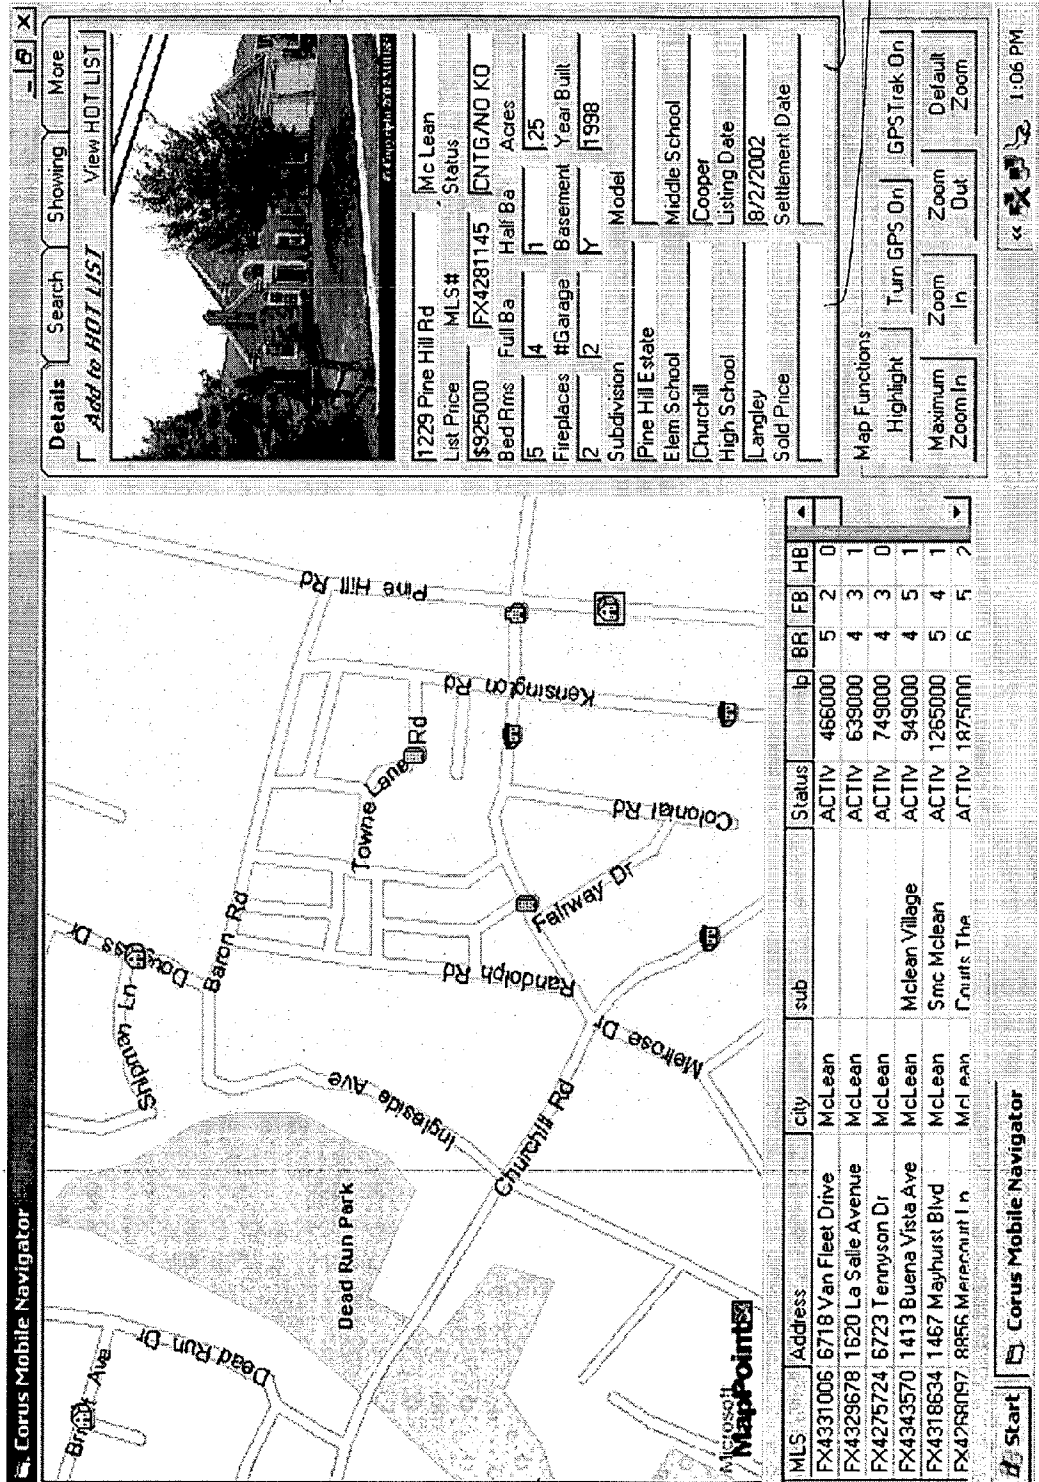 Corus Mobile Navigator
Details Search Showing More
Add to HOT LIST View HOT LIST
1229 Pine Hill Rd Mc Lean
List Price MLS# Status
$925000 FX4281145 CNTG/NO KO
Bed Rms Full Ba Half Ba Acres
5 4 1 .25
Fireplaces #Garage Basement Year Built
2 2 Y 1998
Subdivision Model
Pine Hill Estate
Elem School Middle School
Churchill Cooper
High School Listing Date
Langley 8/2/2002
Sold Price Settlement Date
Map Functions
Highlight Turn GPS On GPSTrak On
Maximum Zoom In
Zoom In
Zoom Out
Default Zoom
Ave
Dead Run Dr
Dead Run Park
Shipman Ln
Douglass Dr
Baron Rd
Ingleside Ave
Churchill Rd
Melrose Dr
Randolph Rd
Fairway Dr
Towne Lane Rd
Colonial Rd
Kensington Rd
Pine Hill Rd
Microsoft
MapPoint
MLS Address city sub Status lp BR FB HB
FX4331006 6718 Van Fleet Drive McLean ACTIV 466000 5 2 0
FX4329678 1620 La Salle Avenue McLean ACTIV 639000 4 3 1
FX4275724 6723 Tennyson Dr McLean ACTIV 749000 4 3 0
FX4343570 1413 Buena Vista Ave McLean Mclean Village ACTIV 949000 4 5 1
FX4318634 1467 Mayhurst Blvd McLean Smc Mclean ACTIV 1265000 5 4 1
McLean Courts The ACTIV 1875000 6 5 2
Start Corus Mobile Navigator 1:06 PM